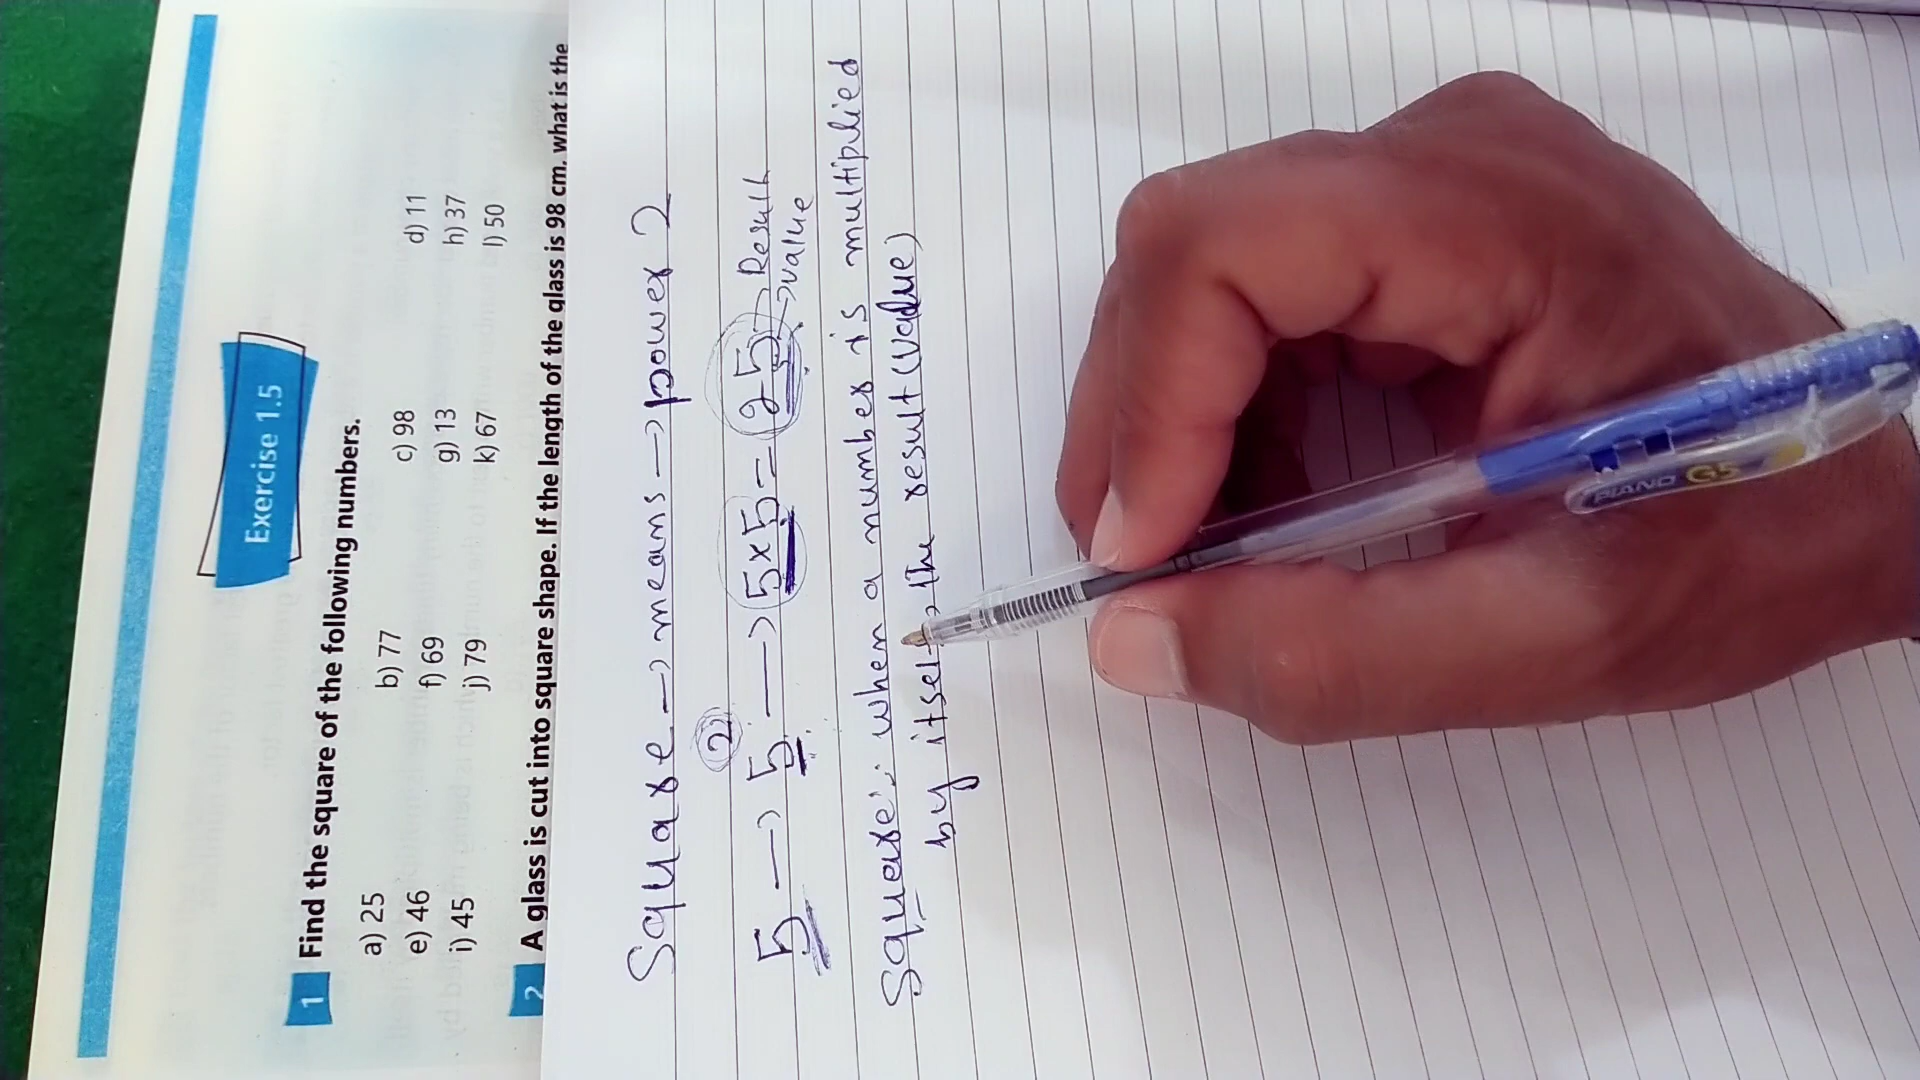 Exercise 1.5
1 Find the square of the following numbers.
a) 25 b) 77 c) 98 d) 11
e) 46 f) 69 g) 13 h) 37
i) 45 j) 79 k) 67 l) 50
2 A glass is cut into square shape. If the length of the glass is 98 cm, what is the
Square → means → power 2
5 → 5² → 5×5 = 25 → Result
→ value
Square: when a number is multiplied
by itself, the result (value)
PIANO G5